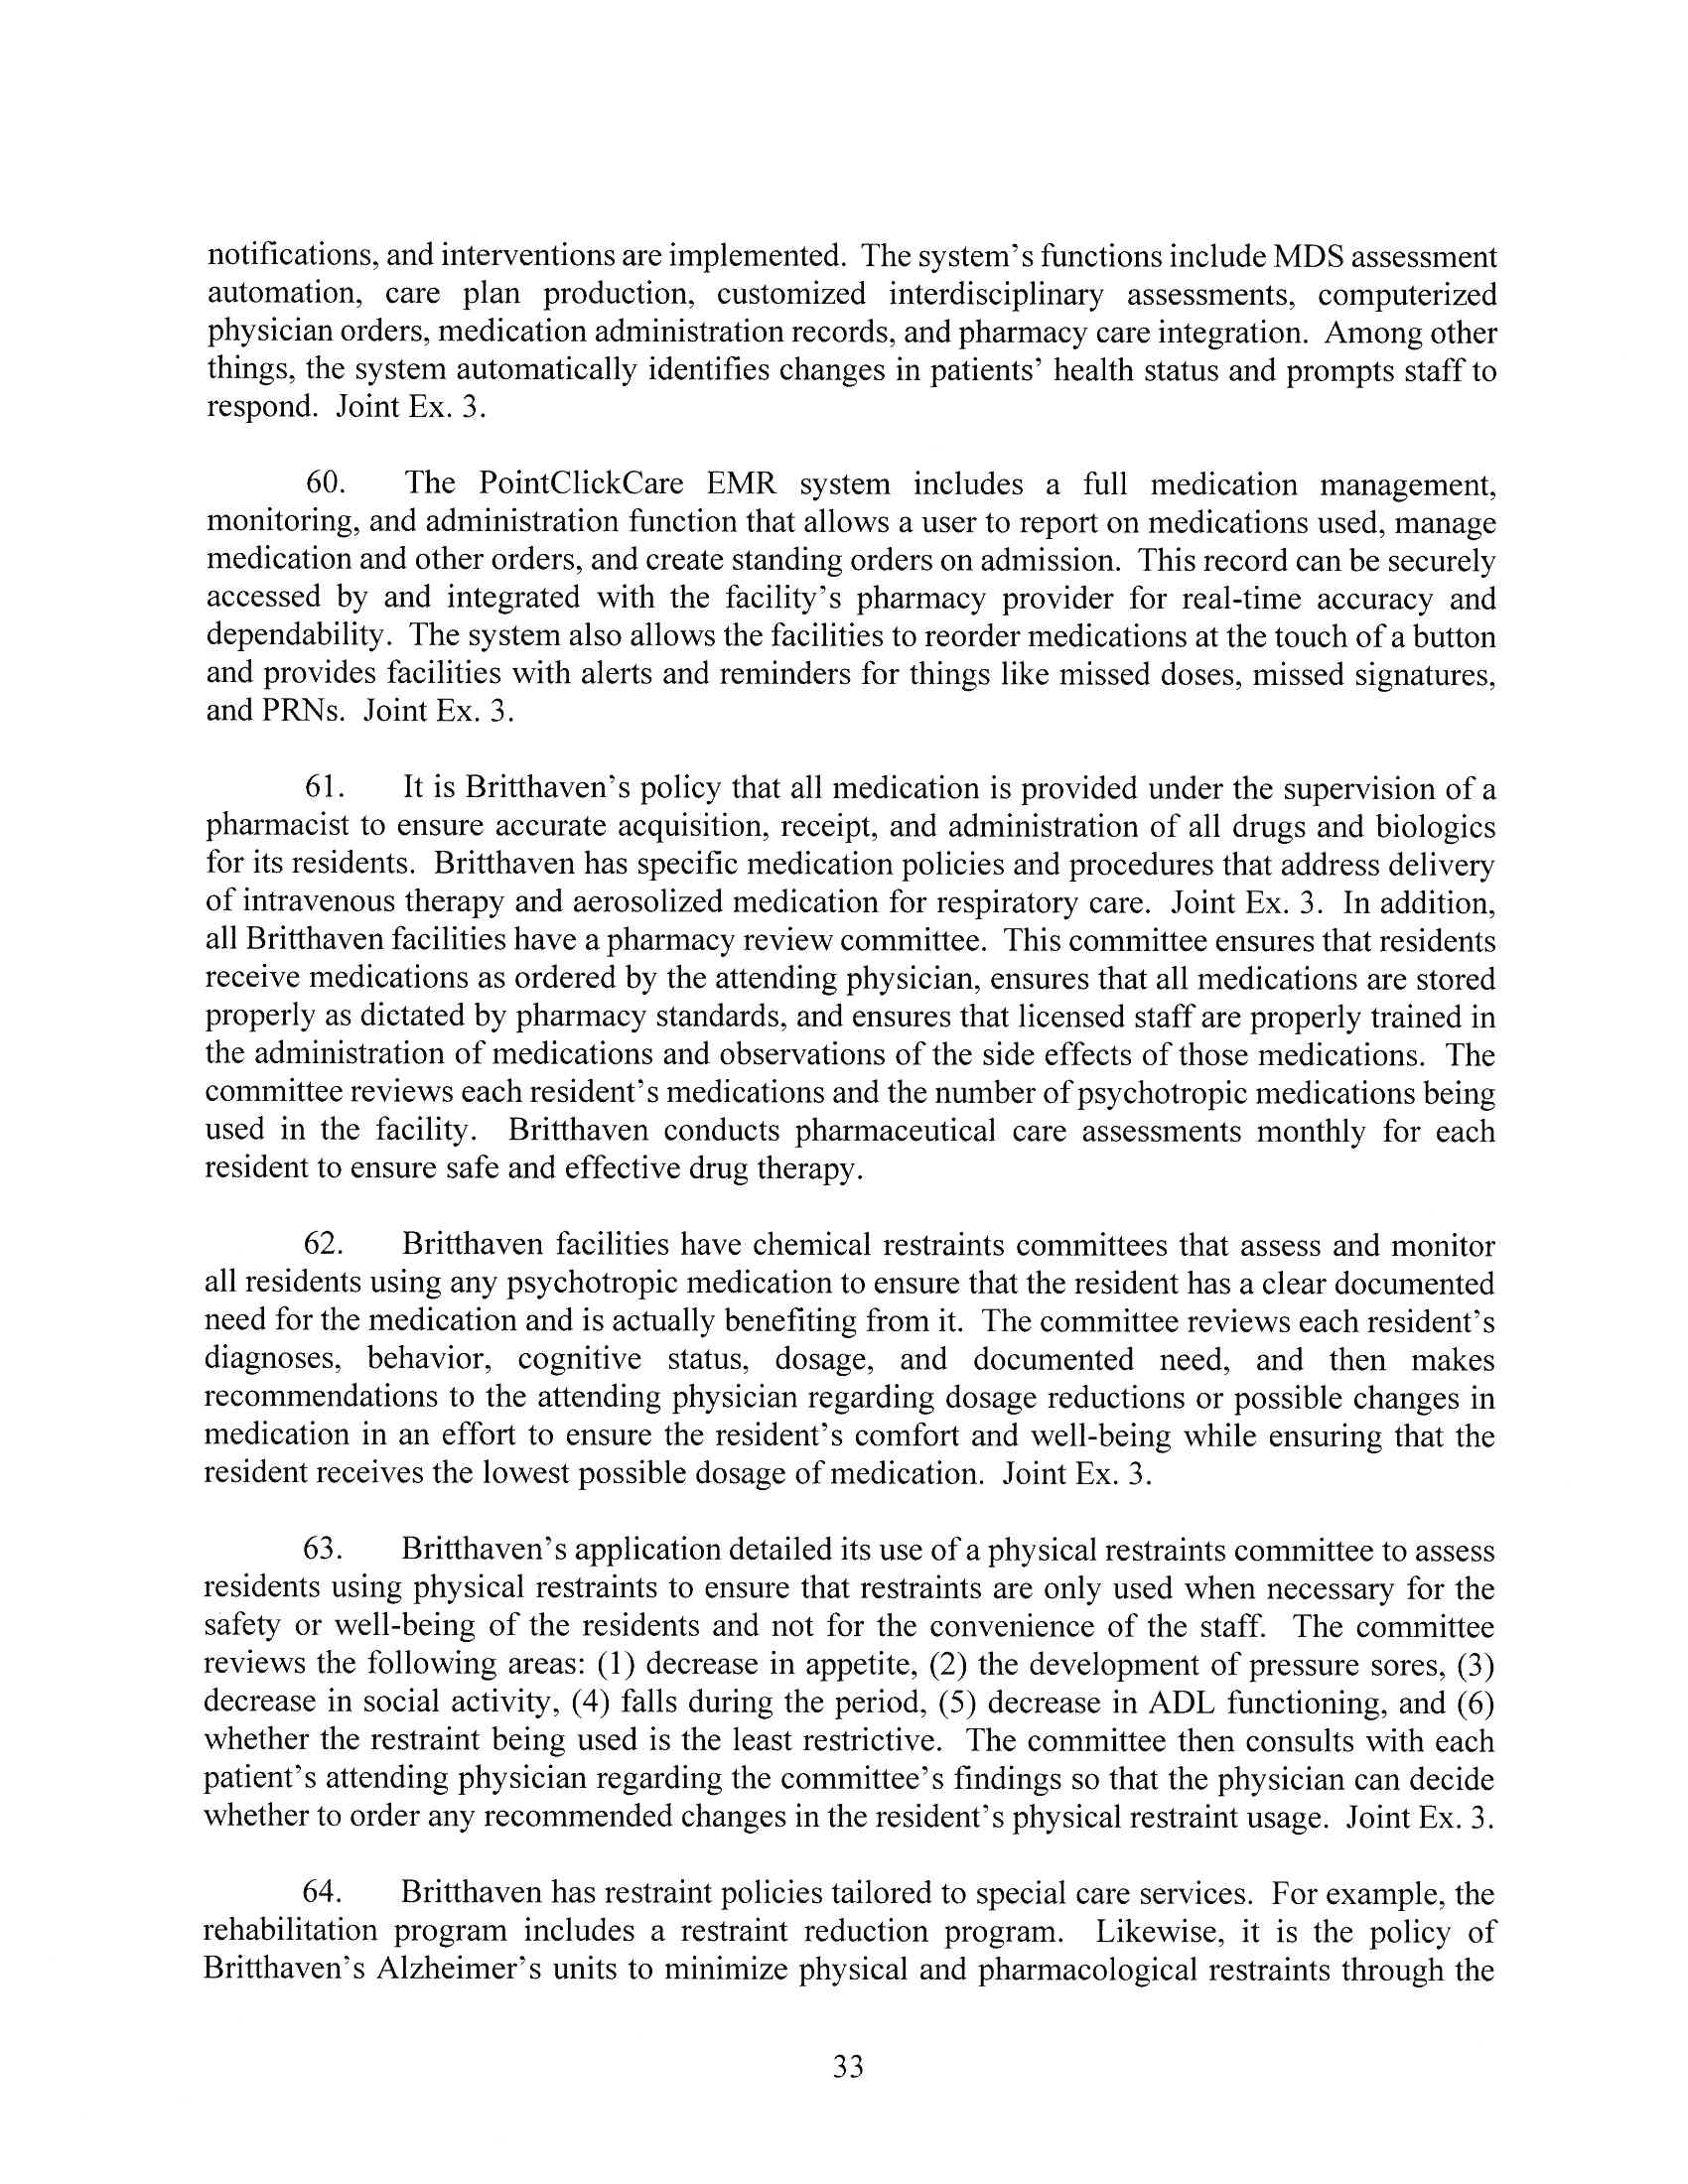 notifications, and interventions are implemented. The system's functions include MDS assessment
automation, care plan production, customized interdisciplinary assessments, computerized
physician orders, medication administration records, and pharmacy care integration. Among other
things, the system automatically identifies changes in patients' health status and prompts staff to
respond. Joint Ex. 3.
60. The PointClickCare EMR system includes a full medication management,
monitoring, and administration function that allows a user to report on medications used, manage
medication and other orders, and create standing orders on admission. This record can be securely
accessed by and integrated with the facility's pharmacy provider for real-time accuracy and
dependability. The system also allows the facilities to reorder medications at the touch of a button
and provides facilities with alerts and reminders for things like missed doses, missed signatures,
and PRNs. Joint Ex. 3.
61. It is Britthaven's policy that all medication is provided under the supervision of a
pharmacist to ensure accurate acquisition, receipt, and administration of all drugs and biologics
for its residents. Britthaven has specific medication policies and procedures that address delivery
of intravenous therapy and aerosolized medication for respiratory care. Joint Ex. 3. In addition,
all Britthaven facilities have a pharmacy review committee. This committee ensures that residents
receive medications as ordered by the attending physician, ensures that all medications are stored
properly as dictated by pharmacy standards, and ensures that licensed staff are properly trained in
the administration of medications and observations of the side effects of those medications. The
committee reviews each resident's medications and the number of psychotropic medications being
used in the facility. Britthaven conducts pharmaceutical care assessments monthly for each
resident to ensure safe and effective drug therapy.
62. Britthaven facilities have chemical restraints committees that assess and monitor
all residents using any psychotropic medication to ensure that the resident has a clear documented
need for the medication and is actually benefiting from it. The committee reviews each resident's
diagnoses, behavior, cognitive status, dosage, and documented need, and then makes
recommendations to the attending physician regarding dosage reductions or possible changes in
medication in an effort to ensure the resident's comfort and well-being while ensuring that the
resident receives the lowest possible dosage of medication. Joint Ex. 3.
63. Britthaven's application detailed its use of a physical restraints committee to assess
residents using physical restraints to ensure that restraints are only used when necessary for the
safety or well-being of the residents and not for the convenience of the staff. The committee
reviews the following areas: (1) decrease in appetite, (2) the development of pressure sores, (3)
decrease in social activity, (4) falls during the period, (5) decrease in ADL functioning, and (6)
whether the restraint being used is the least restrictive. The committee then consults with each
patient's attending physician regarding the committee's findings so that the physician can decide
whether to order any recommended changes in the resident's physical restraint usage. Joint Ex. 3.
64. Britthaven has restraint policies tailored to special care services. For example, the
rehabilitation program includes a restraint reduction program. Likewise, it is the policy of
Britthaven's Alzheimer's units to minimize physical and pharmacological restraints through the
33